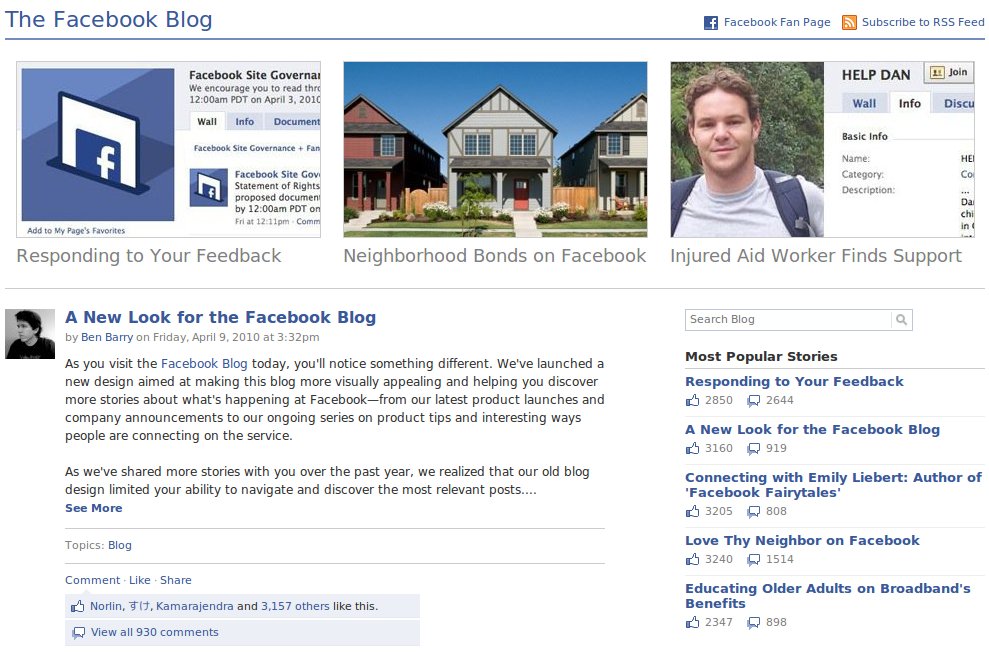 The Facebook Blog
Facebook Fan Page
Subscribe to RSS Feed
Facebook Site Governa
We encourage you to read thr
12:00am PDT on April 3, 2010
Wall Info Document
Facebook Site Governance + Fan
Facebook Site Gov
Statement of Rights
proposed document
by 12:00AM PDT on
Fri at 12:11pm · Comm
Add to My Page's Favorites
Responding to Your Feedback
Neighborhood Bonds on Facebook
HELP DAN
Join
Wall Info Discu
Basic Info
Name: HEL
Category: Co
Description: ...
Da
chi
in C
Injured Aid Worker Finds Support
A New Look for the Facebook Blog
by Ben Barry on Friday, April 9, 2010 at 3:32pm
As you visit the Facebook Blog today, you'll notice something different. We've launched a
new design aimed at making this blog more visually appealing and helping you discover
more stories about what's happening at Facebook—from our latest product launches and
company announcements to our ongoing series on product tips and interesting ways
people are connecting on the service.
As we've shared more stories with you over the past year, we realized that our old blog
design limited your ability to navigate and discover the most relevant posts....
See More
Topics: Blog
Comment · Like · Share
Norlin, すけ, Kamarajendra and 3,157 others like this.
View all 930 comments
Search Blog
Most Popular Stories
Responding to Your Feedback
2850 2644
A New Look for the Facebook Blog
3160 919
Connecting with Emily Liebert: Author of
'Facebook Fairytales'
3205 808
Love Thy Neighbor on Facebook
3240 1514
Educating Older Adults on Broadband's
Benefits
2347 898